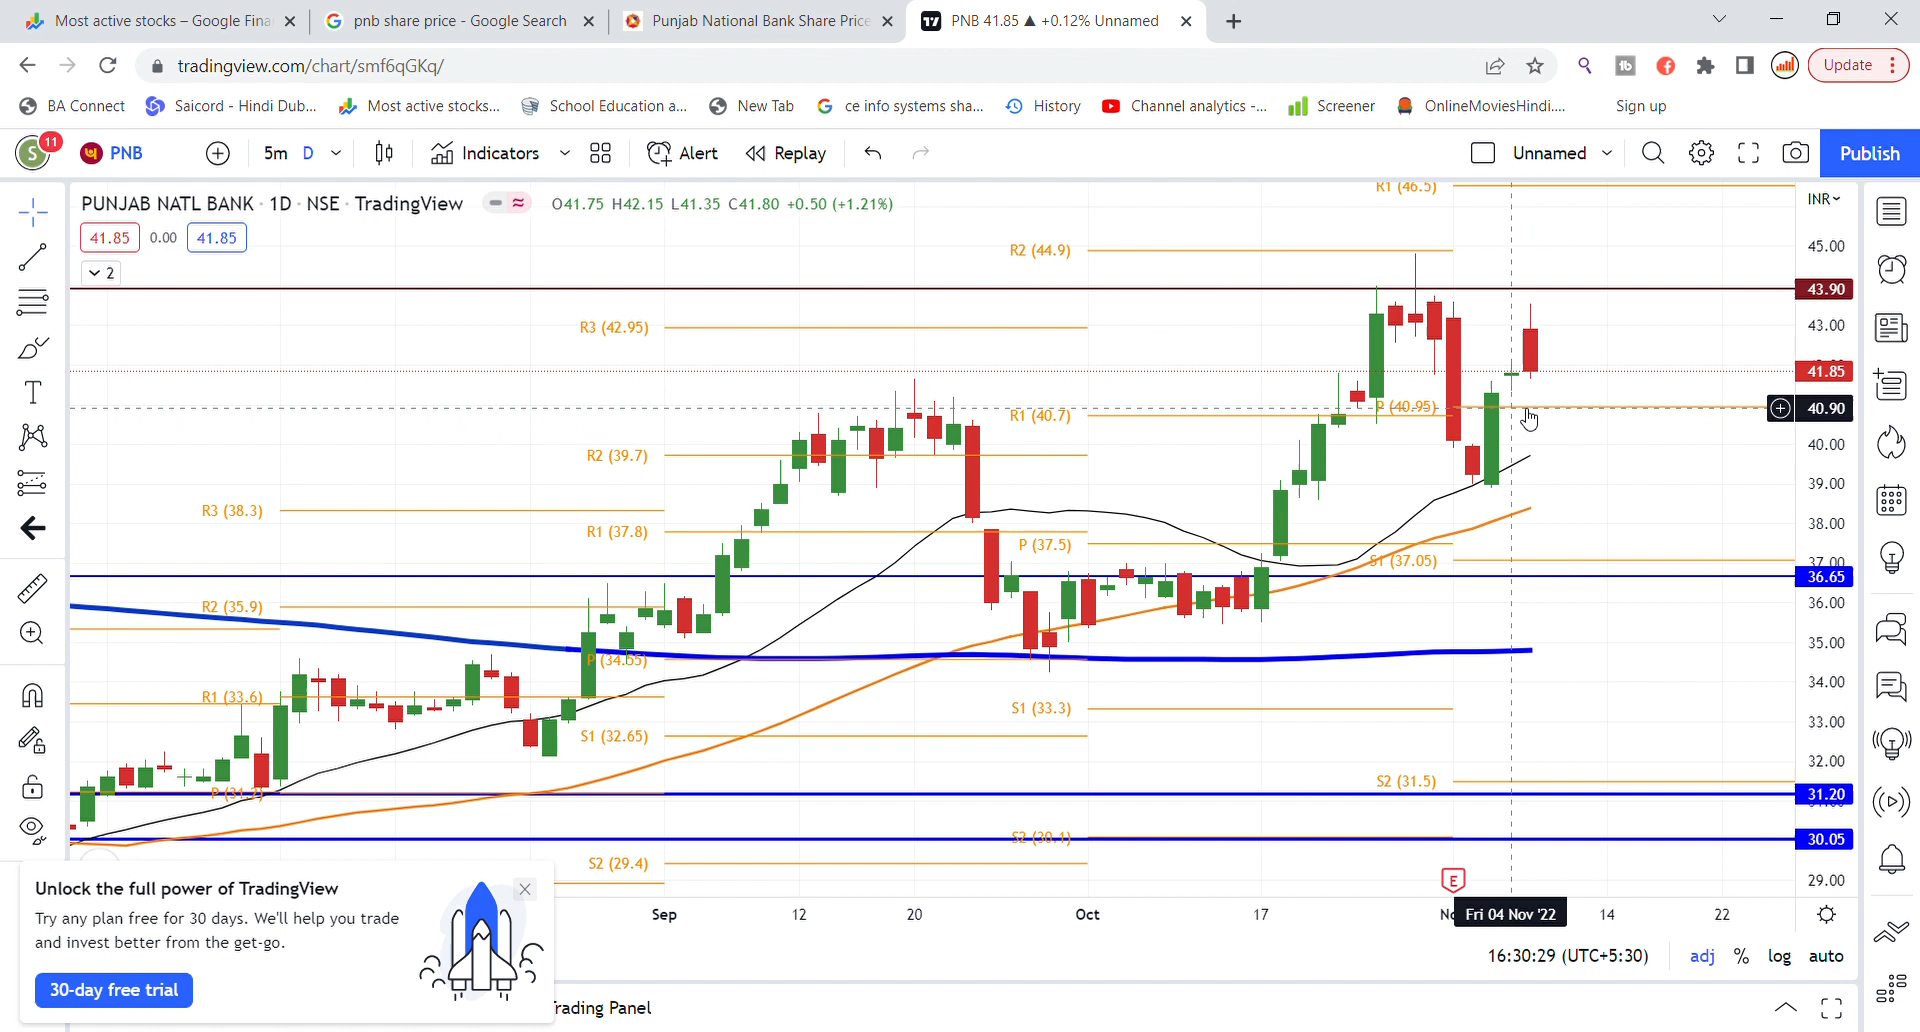 Most active stocks – Google Fina
pnb share price - Google Search
Punjab National Bank Share Price
PNB 41.85 ▲ +0.12% Unnamed
tradingview.com/chart/smf6qGKq/
Update
BA Connect
Saicord - Hindi Dub...
Most active stocks...
School Education a...
New Tab
ce info systems sha...
History
Channel analytics -...
Screener
OnlineMoviesHindi....
Sign up
S
11
PNB
5m
D
Indicators
Alert
Replay
Unnamed
Publish
PUNJAB NATL BANK · 1D · NSE · TradingView
O41.75 H42.15 L41.35 C41.80 +0.50 (+1.21%)
41.85
0.00
41.85
2
INR
R1 (46.5)
R2 (44.9)
R3 (42.95)
P (40.95)
R1 (40.7)
R2 (39.7)
R3 (38.3)
R1 (37.8)
P (37.5)
S1 (37.05)
R2 (35.9)
P (34.65)
R1 (33.6)
S1 (33.3)
S1 (32.65)
S2 (31.5)
P (31.2)
S2 (30.1)
S2 (29.4)
45.00
43.90
43.00
41.85
40.90
40.00
39.00
38.00
37.00
36.65
36.00
35.00
34.00
33.00
32.00
31.20
30.05
29.00
E
Sep
12
20
Oct
17
Fri 04 Nov '22
14
22
Unlock the full power of TradingView
Try any plan free for 30 days. We'll help you trade
and invest better from the get-go.
30-day free trial
16:30:29 (UTC+5:30)
adj
%
log
auto
Trading Panel